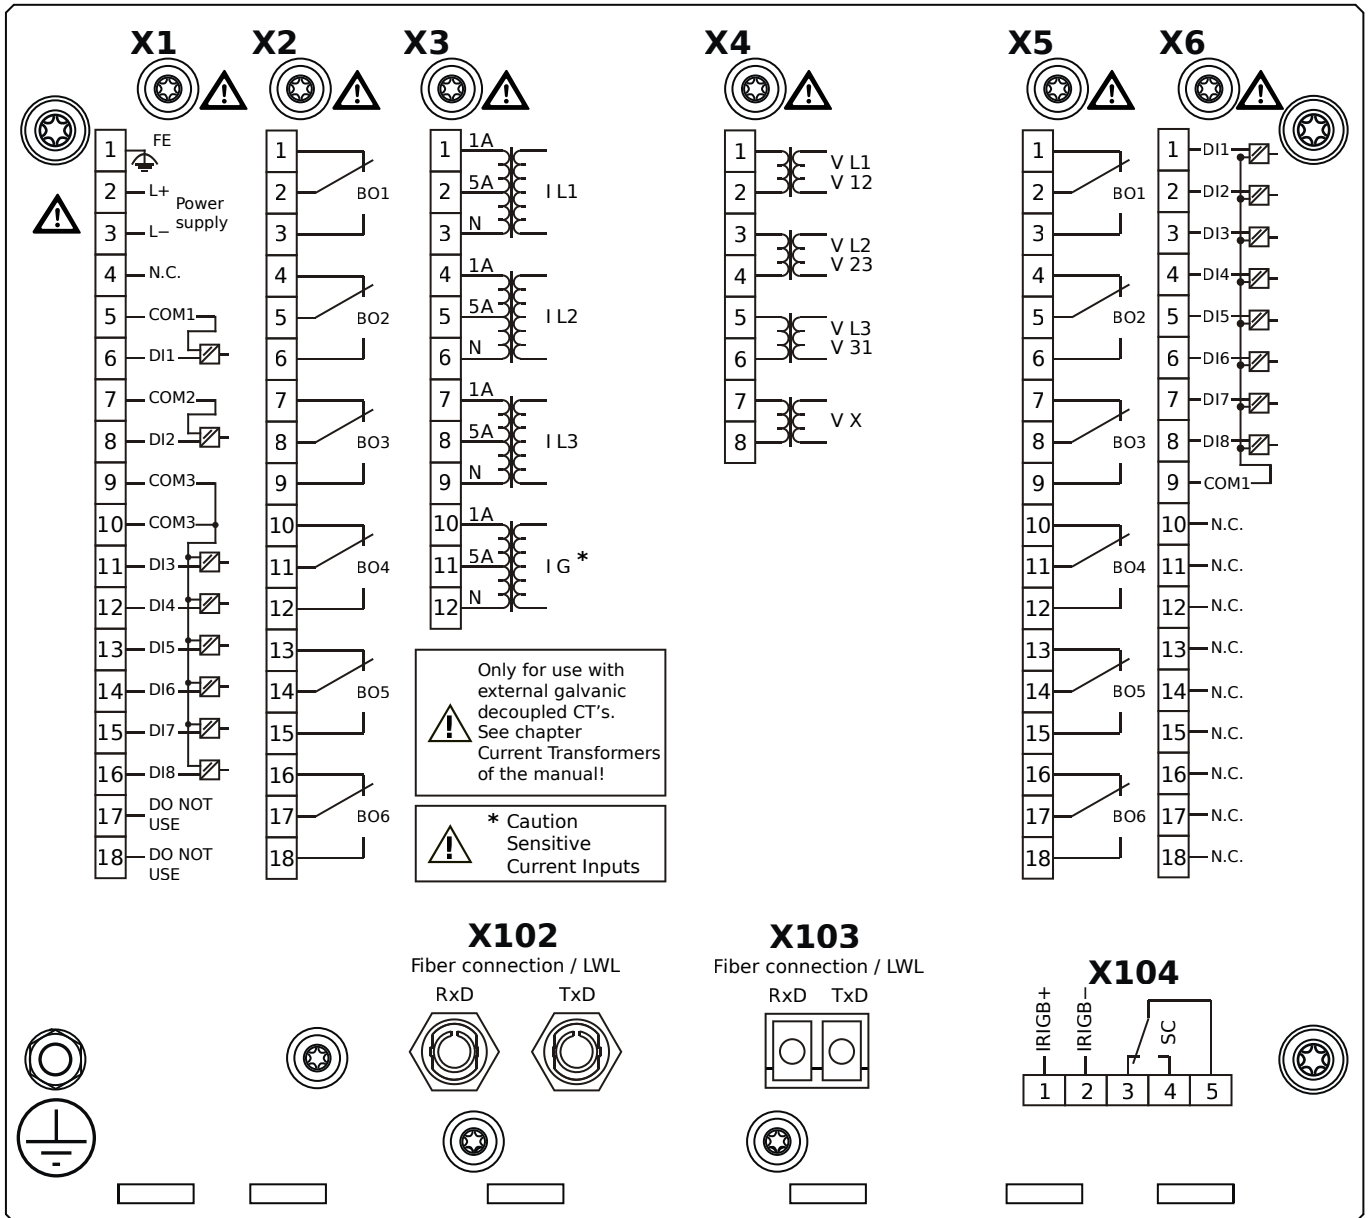 X1 X2 X3 X4 X5 X6
1 FE
2 L+
Power
supply
3 L−
4 N.C.
5 COM1
6 DI1
7 COM2
8 DI2
9 COM3
10 COM3
11 DI3
12 DI4
13 DI5
14 DI6
15 DI7
16 DI8
17 DO NOT
USE
18 DO NOT
USE
1
2 BO1
3
4
5 BO2
6
7
8 BO3
9
10
11 BO4
12
13
14 BO5
15
16
17 BO6
18
1 1A
2 5A I L1
3 N
4 1A
5 5A I L2
6 N
7 1A
8 5A I L3
9 N
10 1A
11 5A I G *
12 N
Only for use with
external galvanic
decoupled CT's.
See chapter
Current Transformers
of the manual!
* Caution
Sensitive
Current Inputs
1 V L1
2 V 12
3 V L2
4 V 23
5 V L3
6 V 31
7 V X
8
1
2 BO1
3
4
5 BO2
6
7
8 BO3
9
10
11 BO4
12
13
14 BO5
15
16
17 BO6
18
1 DI1
2 DI2
3 DI3
4 DI4
5 DI5
6 DI6
7 DI7
8 DI8
9 COM1
10 N.C.
11 N.C.
12 N.C.
13 N.C.
14 N.C.
15 N.C.
16 N.C.
17 N.C.
18 N.C.
X102
Fiber connection / LWL
RxD TxD
X103
Fiber connection / LWL
RxD TxD
X104
IRIGB+
IRIGB−
SC
1 2 3 4 5